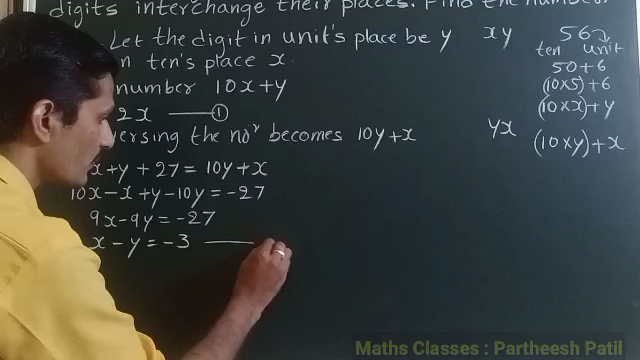 digits interchange their places. Find the number.
Let the digit in unit's place be y
n ten's place x.
number 10x+y
2x —— ①
versing the noʳ becomes 10y+x
x+y+27 = 10y+x
10x-x+y-10y = -27
9x-9y = -27
x-y = -3 ——
xy
yx
56
ten unit
50+6
(10×5)+6
(10×x)+y
(10×y)+x
Maths Classes : Partheesh Patil